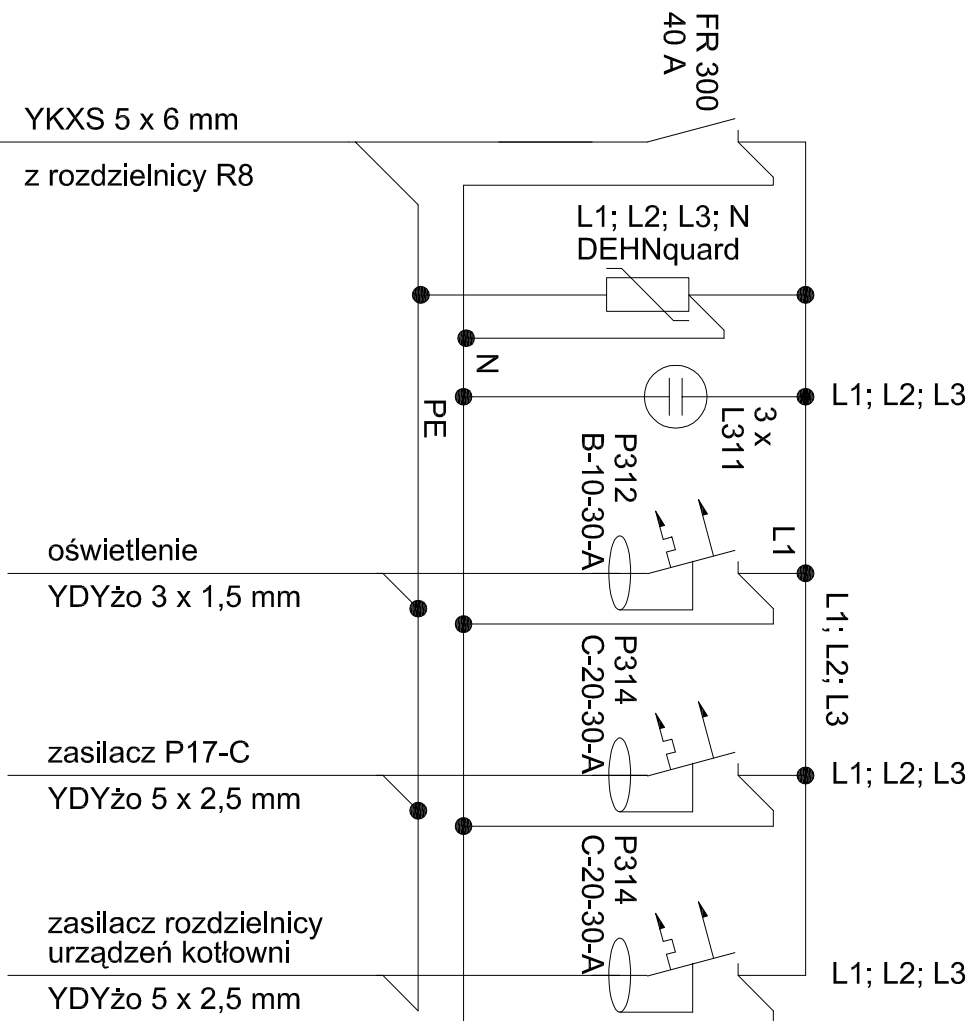 FR 300
40 A
YKXS 5 x 6 mm
z rozdzielnicy R8
L1; L2; L3; N
DEHNquard
N
PE
3 x
L311
L1; L2; L3
P312
B-10-30-A
L1
oświetlenie
YDYżo 3 x 1,5 mm
L1; L2; L3
P314
C-20-30-A
zasilacz P17-C
YDYżo 5 x 2,5 mm
L1; L2; L3
P314
C-20-30-A
zasilacz rozdzielnicy
urządzeń kotłowni
YDYżo 5 x 2,5 mm
L1; L2; L3